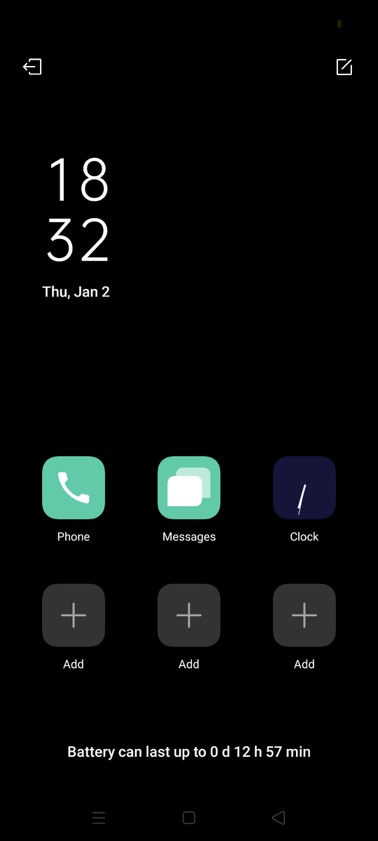 18
32
Thu, Jan 2
Phone
Messages
Clock
Add
Add
Add
Battery can last up to 0 d 12 h 57 min